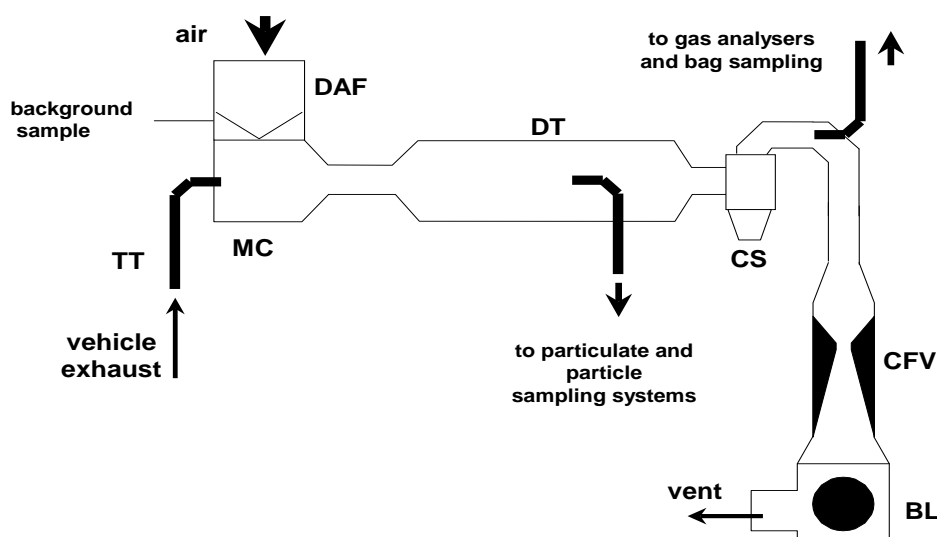 air
to gas analysers
and bag sampling
DAF
background
sample
DT
TT
MC
CS
vehicle
exhaust
to particulate and
particle
sampling systems
CFV
vent
BL